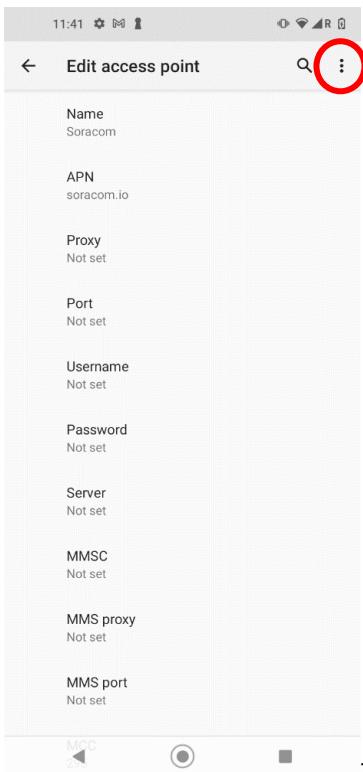 11:41 R
Edit access point
Name
Soracom
APN
soracom.io
Proxy
Not set
Port
Not set
Username
Not set
Password
Not set
Server
Not set
MMSC
Not set
MMS proxy
Not set
MMS port
Not set
MCC